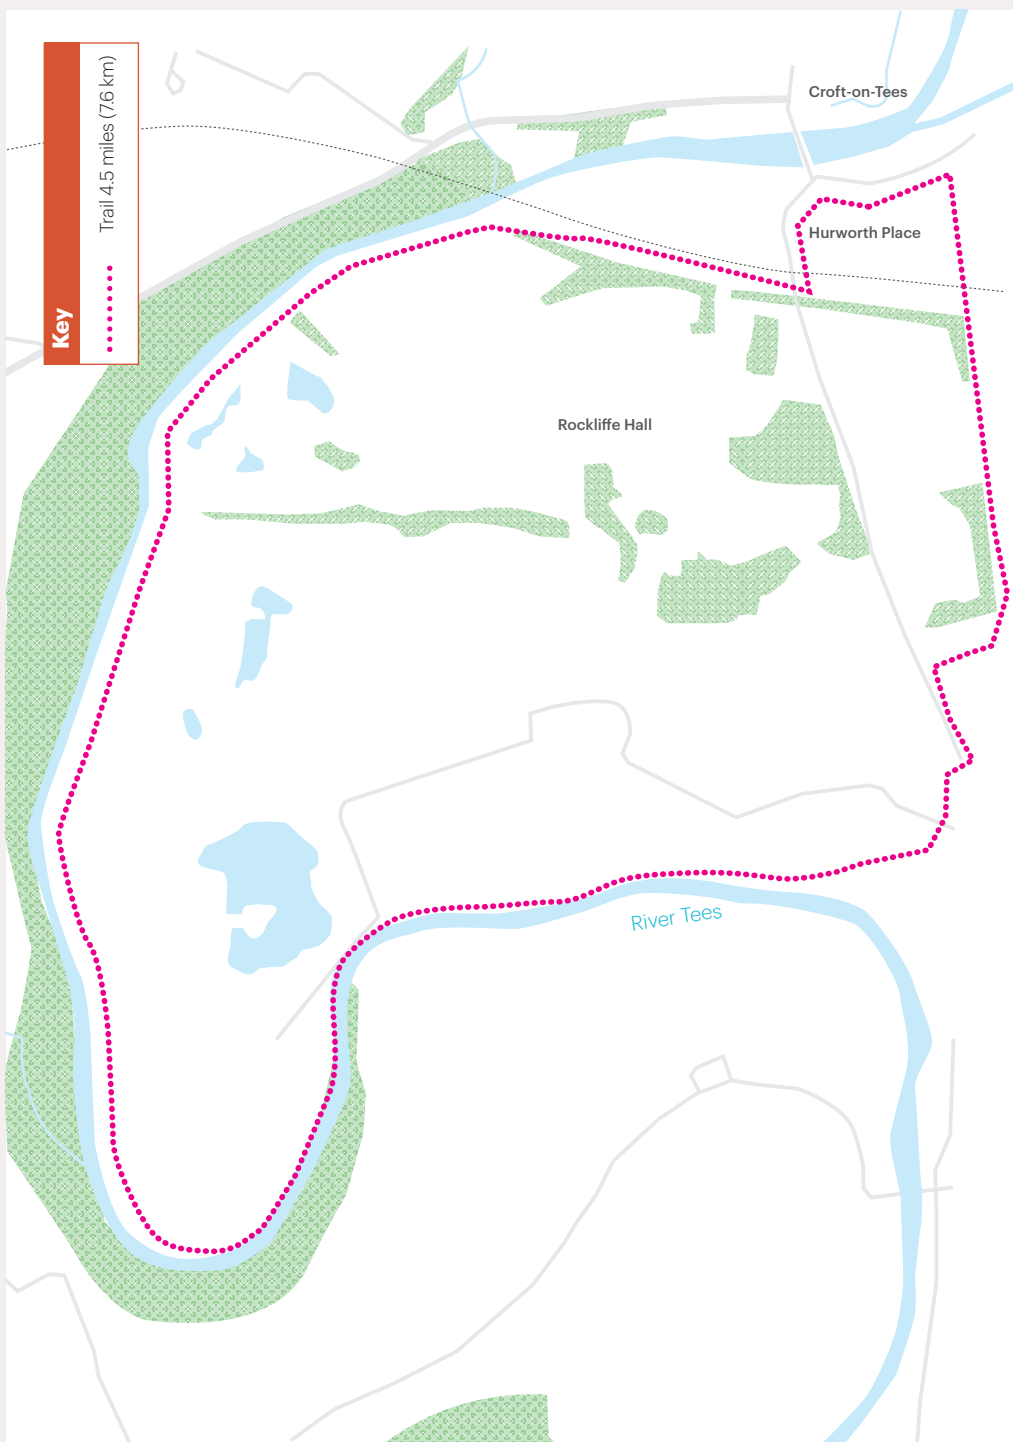 Key
Trail 4.5 miles (7.6 km)
Croft-on-Tees
Hurworth Place
Rockliffe Hall
River Tees